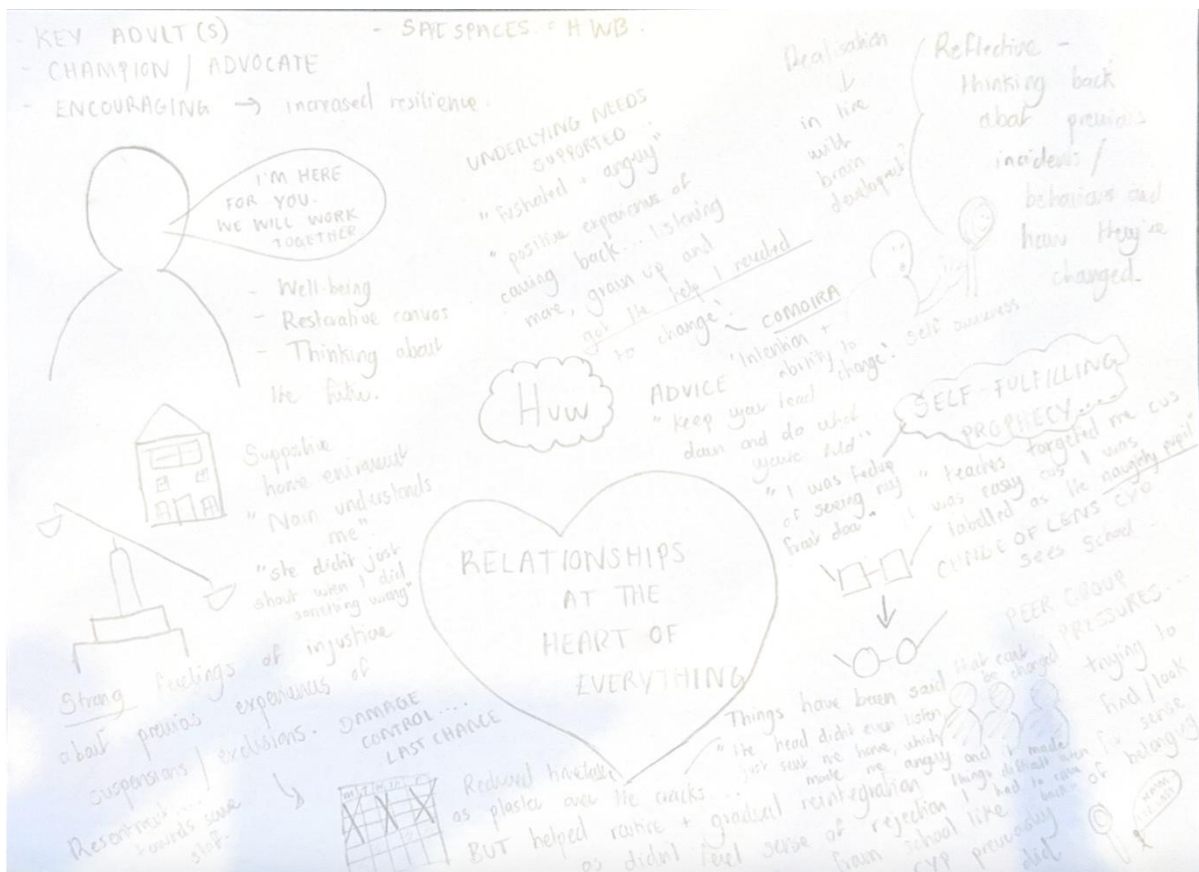 - KEY ADULT(S)
- CHAMPION / ADVOCATE
- ENCOURAGING → increased resilience.
- SAFE SPACES = HWB.
I'M HERE
FOR YOU.
WE WILL WORK
TOGETHER
- Well-being
- Restorative canvas
- Thinking about
the future.
UNDERLYING NEEDS
SUPPORTED
"frustrated + angry"
"positive experiences of
coming back... listening
more, grown up and
got the help I needed
to change".
Realisation
↓
in line
with
brain
development?
Reflective -
thinking back
about previous
incidents /
behaviours and
how they've
changed.
COMOIRA
"Intention +
ability to
change".
self awareness
Huw
ADVICE
"keep your head
down and do what
you're told"
SELF FULFILLING
PROPHECY....
"teachers targeted me cus
I was easy cus I was
labelled as the naughty pupil"
"I was
of seeing my
front door"
OF LENS CYP
sees school
Supportive
home environment
"Nain understands
me"
"she didn't just
shout when I did
something wrong"
RELATIONSHIPS
AT THE
HEART OF
EVERYTHING
Strong feelings of injustice
about previous experiences of
suspensions / exclusions.
Resentment....
towards some
staff.
DAMAGE
CONTROL....
LAST CHANCE
Reduced timetable
as plaster over the cracks...
BUT helped routine + gradual reintegration
as didn't feel sense of rejection
from school like
CYP previously
did
Things have been said that can't
be changed
"the head didn't even listen
just sent me home, which
made me angry and it made
things difficult when
I had to come
back"
PEER GROUP
PRESSURES...
trying to
find/look
for sense
of belonging